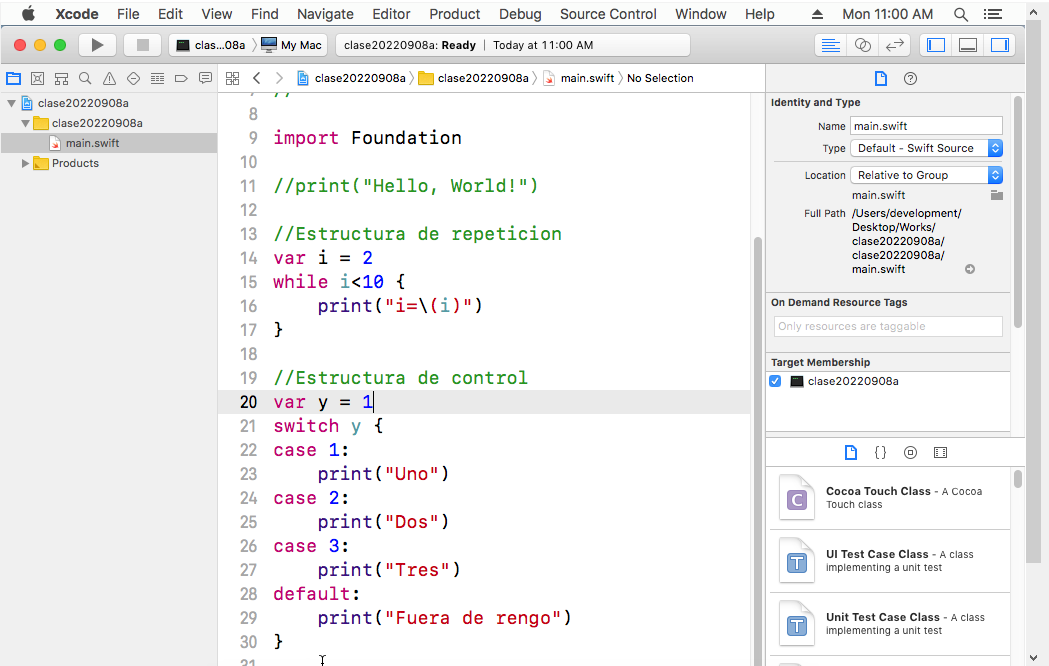 Xcode File Edit View Find Navigate Editor Product Debug Source Control Window Help Mon 11:00 AM
clas...08a My Mac clase20220908a: Ready | Today at 11:00 AM
clase20220908a clase20220908a main.swift No Selection
clase20220908a
clase20220908a
main.swift
Products
//
8
9 import Foundation
10
11 //print("Hello, World!")
12
13 //Estructura de repeticion
14 var i = 2
15 while i<10 {
16 print("i=\(i)")
17 }
18
19 //Estructura de control
20 var y = 1
21 switch y {
22 case 1:
23 print("Uno")
24 case 2:
25 print("Dos")
26 case 3:
27 print("Tres")
28 default:
29 print("Fuera de rengo")
30 }
31
Identity and Type
Name main.swift
Type Default - Swift Source
Location Relative to Group
main.swift
Full Path /Users/development/
Desktop/Works/
clase20220908a/
clase20220908a/
main.swift
On Demand Resource Tags
Only resources are taggable
Target Membership
clase20220908a
{}
C Cocoa Touch Class - A Cocoa
Touch class
T UI Test Case Class - A class
implementing a unit test
T Unit Test Case Class - A class
implementing a unit test